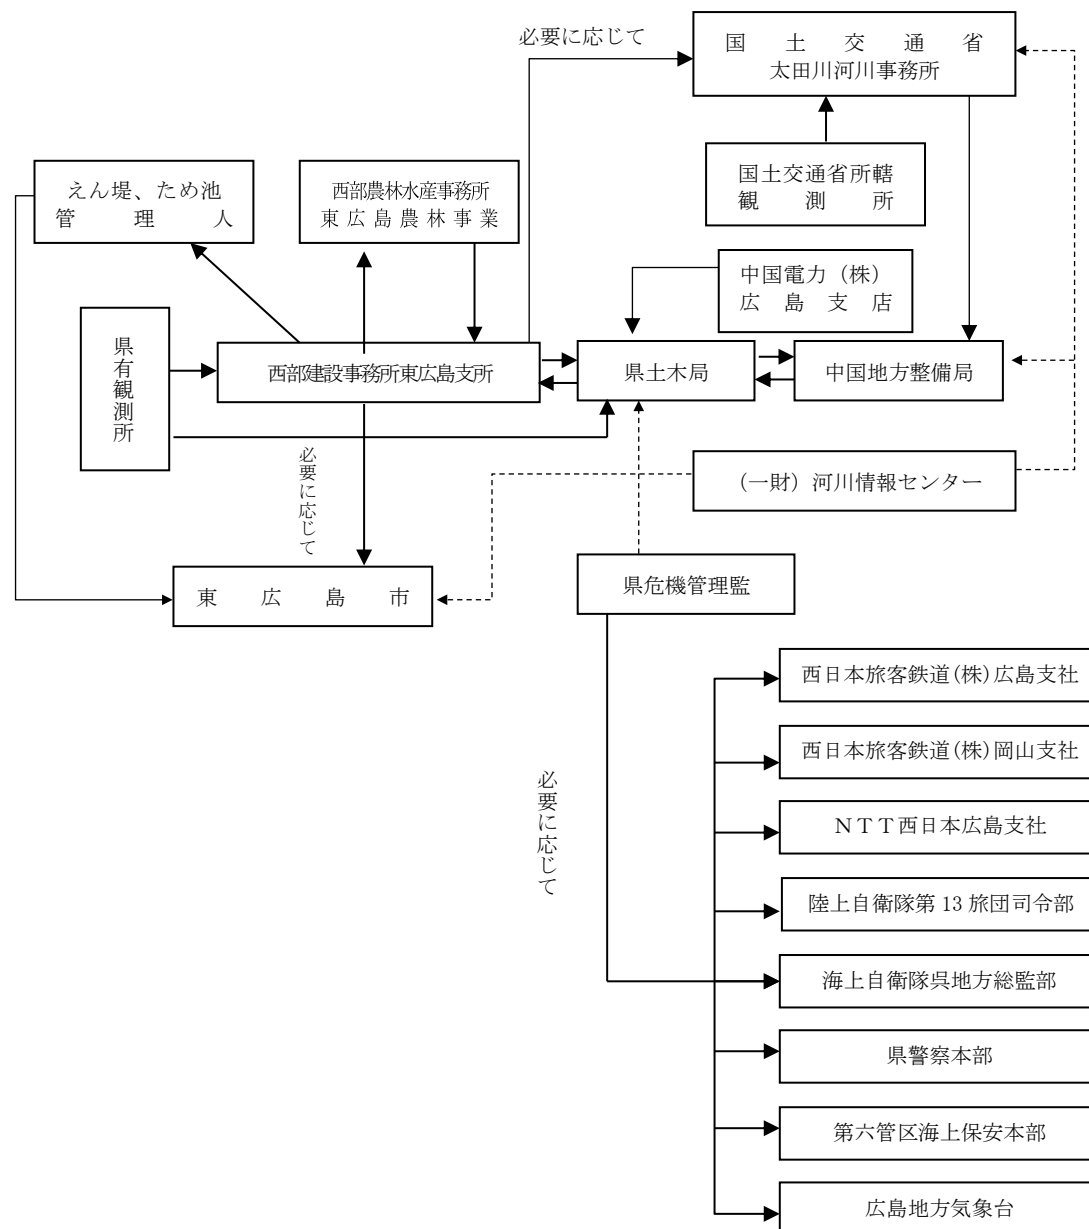 必要に応じて
国土交通省
太田川河川事務所
えん堤、ため池
管理人
西部農林水産事務所
東広島農林事業
国土交通省所轄
観測所
中国電力（株）
広島支店
県有観測所
西部建設事務所東広島支所
県土木局
中国地方整備局
必要に応じて
（一財）河川情報センター
東広島市
県危機管理監
西日本旅客鉄道(株)広島支社
西日本旅客鉄道(株)岡山支社
必要に応じて
ＮＴＴ西日本広島支社
陸上自衛隊第 13 旅団司令部
海上自衛隊呉地方総監部
県警察本部
第六管区海上保安本部
広島地方気象台